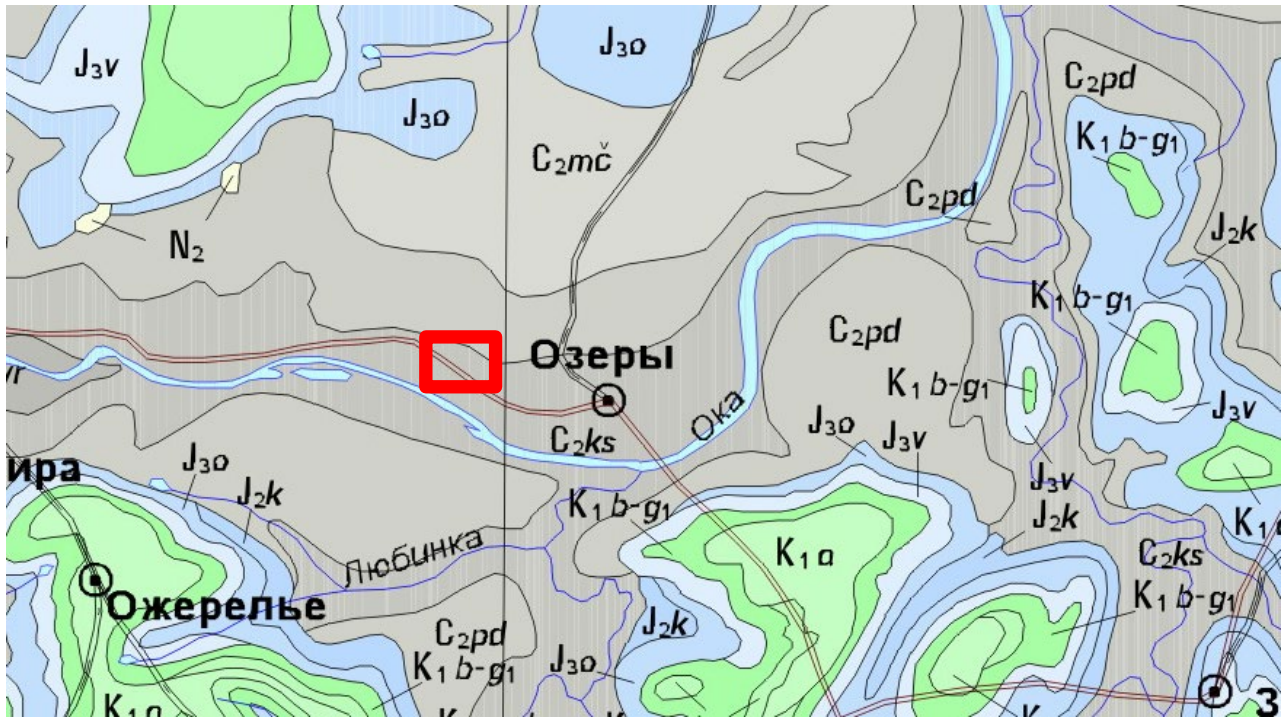 J₃o
J₃v
C₂pd
J₃o
K₁ b-g₁
C₂mč
C₂pd
J₂k
N₂
K₁ b-g₁
C₂pd
Озеры
K₁ b-g₁
J₃v
Ока
J₃o
C₂ks
J₃v
ира
J₃o
J₃v
J₂k
K₁ b-g₁
J₂k
K₁
Любинка
K₁a
C₂ks
Ожерелье
K₁ b-g₁
C₂pd
J₂k
J₃o
K₁ b-g₁
K₁a
K
K
K
З